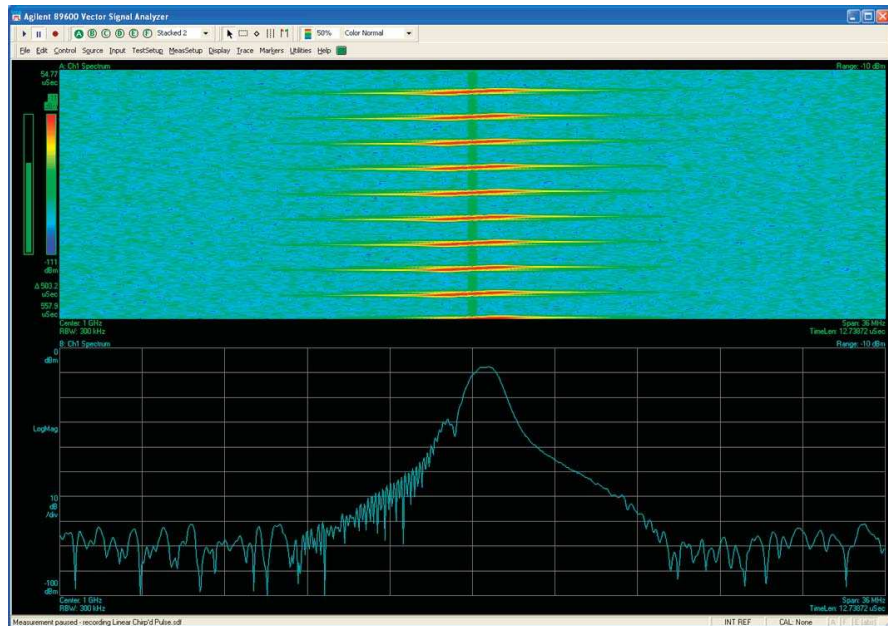 Agilent 89600 Vector Signal Analyzer
A B C D E F Stacked 2 50% Color Normal
File Edit Control Source Input TestSetup MeasSetup Display Trace Markers Utilities Help
A: Ch1 Spectrum Range: -10 dBm
54.77
uSec
-111
dBm
Δ 503.2
uSec
557.9
uSec
Center: 1 GHz Span: 36 MHz
RBW: 300 kHz TimeLen: 12.73872 uSec
B: Ch1 Spectrum Range: -10 dBm
0
dBm
LogMag
10
dB
/div
-100
dBm
Center: 1 GHz Span: 36 MHz
RBW: 300 kHz TimeLen: 12.73872 uSec
Measurement paused - recording Linear Chirp'd Pulse.sdf INT REF CAL: None